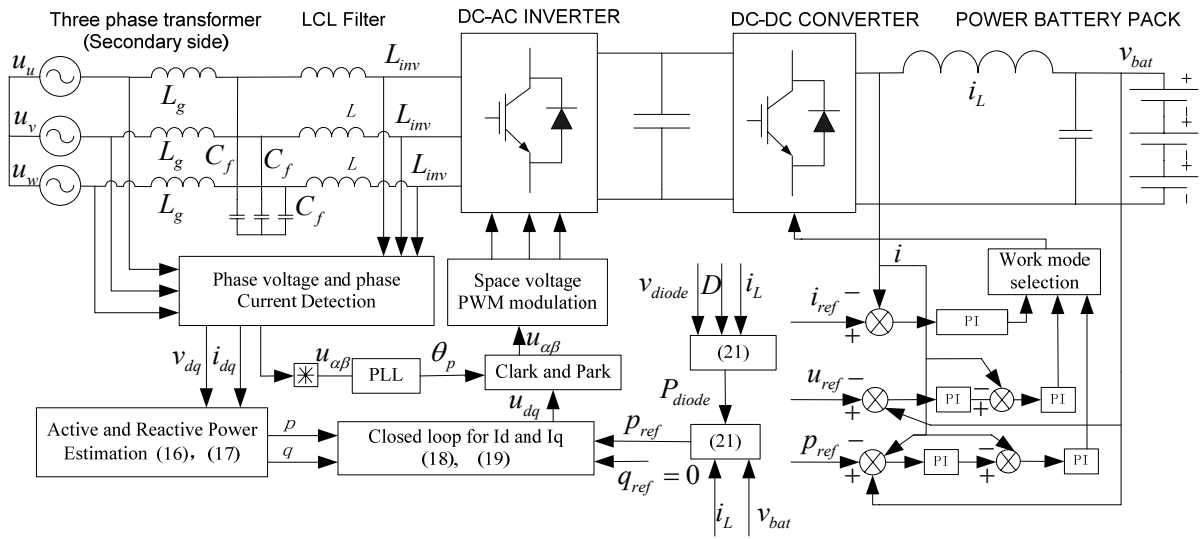 Three phase transformer
(Secondary side)
LCL Filter
DC-AC INVERTER
DC-DC CONVERTER
POWER BATTERY PACK
u_u
L_inv
v_bat
L_g
L
i_L
u_v
L_inv
L_g
C_f
C_f
L
u_w
L_inv
L_g
C_f
+
-
+
-
+
-
Phase voltage and phase
Current Detection
Space voltage
PWM modulation
v_diode
D
i_L
i
Work mode
selection
i_ref
−
+
PI
v_dq
i_dq
u_αβ
PLL
θ_p
u_αβ
Clark and Park
(21)
u_ref
−
+
PI
−
+
PI
P_diode
u_dq
Active and Reactive Power
Estimation (16), (17)
p
q
Closed loop for Id and Iq
(18), (19)
p_ref
q_ref = 0
(21)
p_ref
−
+
PI
−
+
PI
i_L
v_bat